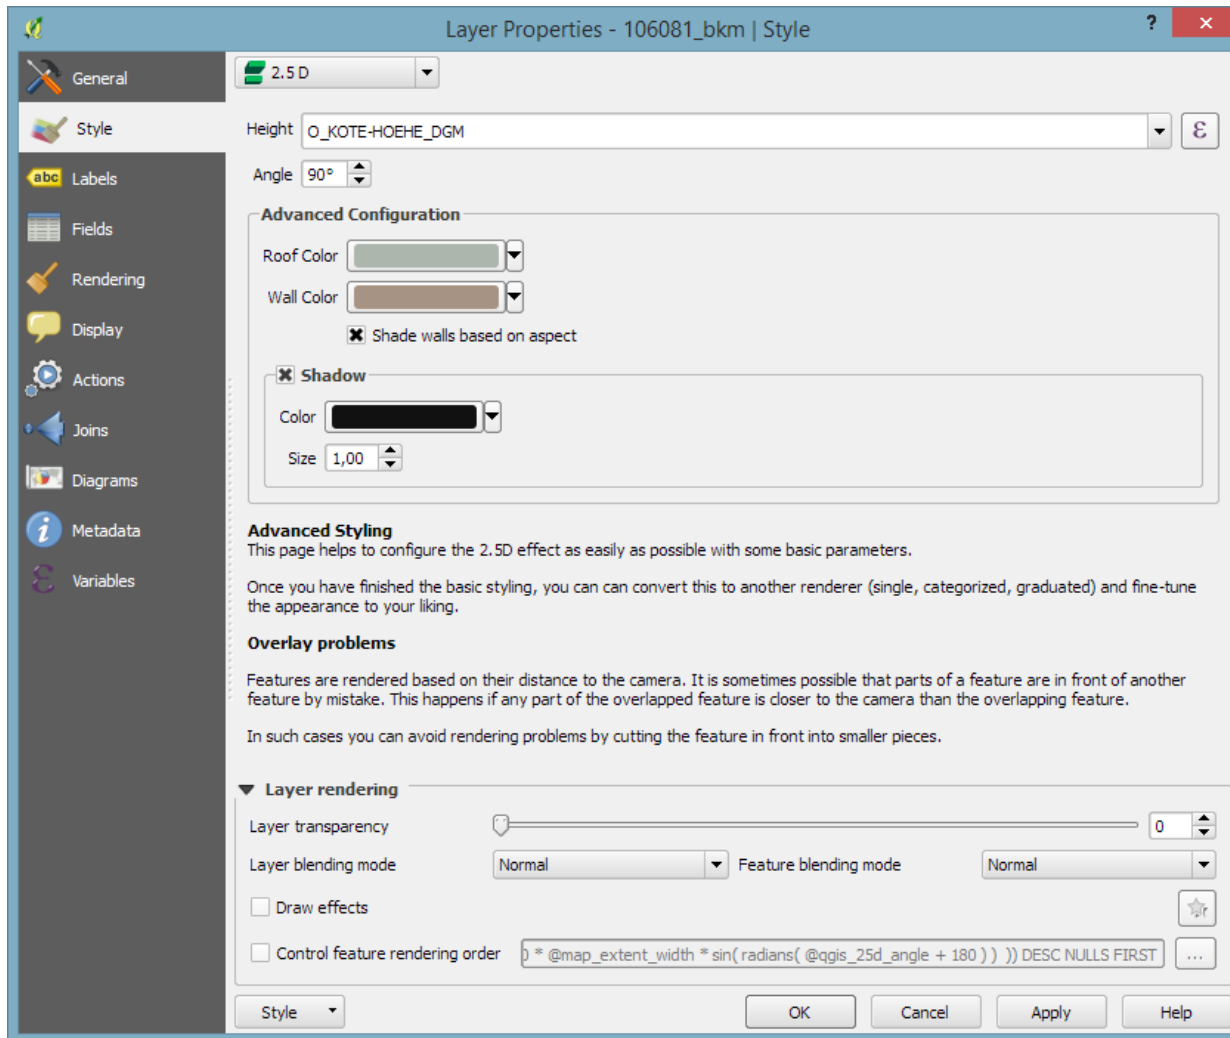 Layer Properties - 106081_bkm | Style
?
General
Style
Labels
abc
Fields
Rendering
Display
Actions
Joins
Diagrams
Metadata
Variables
2.5 D
Height O_KOTE-HOEHE_DGM ε
Angle 90°
Advanced Configuration
Roof Color
Wall Color
Shade walls based on aspect
Shadow
Color
Size 1,00
Advanced Styling
This page helps to configure the 2.5D effect as easily as possible with some basic parameters.
Once you have finished the basic styling, you can can convert this to another renderer (single, categorized, graduated) and fine-tune
the appearance to your liking.
Overlay problems
Features are rendered based on their distance to the camera. It is sometimes possible that parts of a feature are in front of another
feature by mistake. This happens if any part of the overlapped feature is closer to the camera than the overlapping feature.
In such cases you can avoid rendering problems by cutting the feature in front into smaller pieces.
Layer rendering
Layer transparency 0
Layer blending mode Normal Feature blending mode Normal
Draw effects
Control feature rendering order * @map_extent_width * sin( radians( @qgis_25d_angle + 180 ) ) )) DESC NULLS FIRST ...
Style OK Cancel Apply Help